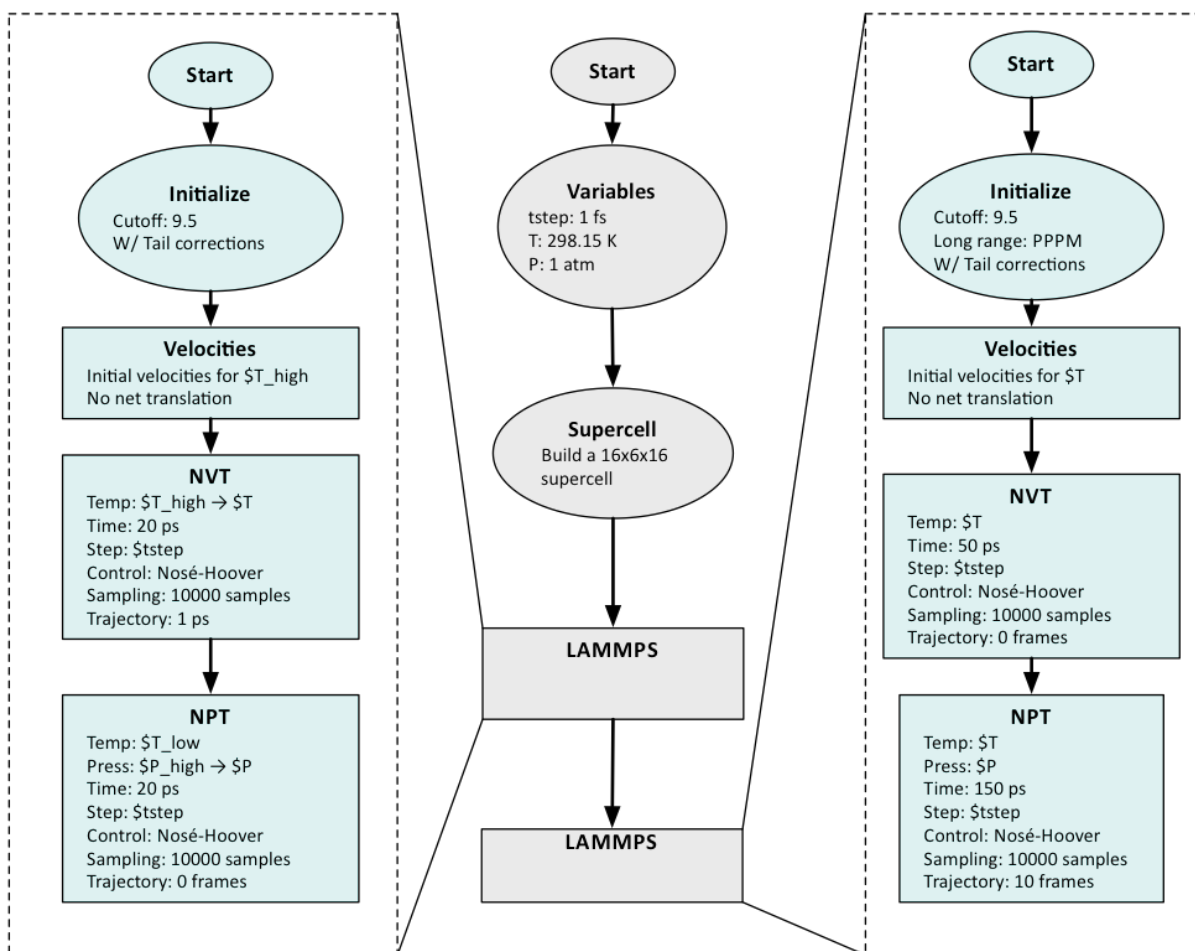 Start
Initialize
Cutoff: 9.5
W/ Tail corrections
Velocities
Initial velocities for $T_high
No net translation
NVT
Temp: $T_high → $T
Time: 20 ps
Step: $tstep
Control: Nosé-Hoover
Sampling: 10000 samples
Trajectory: 1 ps
NPT
Temp: $T_low
Press: $P_high → $P
Time: 20 ps
Step: $tstep
Control: Nosé-Hoover
Sampling: 10000 samples
Trajectory: 0 frames
Start
Variables
tstep: 1 fs
T: 298.15 K
P: 1 atm
Supercell
Build a 16x6x16
supercell
LAMMPS
LAMMPS
Start
Initialize
Cutoff: 9.5
Long range: PPPM
W/ Tail corrections
Velocities
Initial velocities for $T
No net translation
NVT
Temp: $T
Time: 50 ps
Step: $tstep
Control: Nosé-Hoover
Sampling: 10000 samples
Trajectory: 0 frames
NPT
Temp: $T
Press: $P
Time: 150 ps
Step: $tstep
Control: Nosé-Hoover
Sampling: 10000 samples
Trajectory: 10 frames